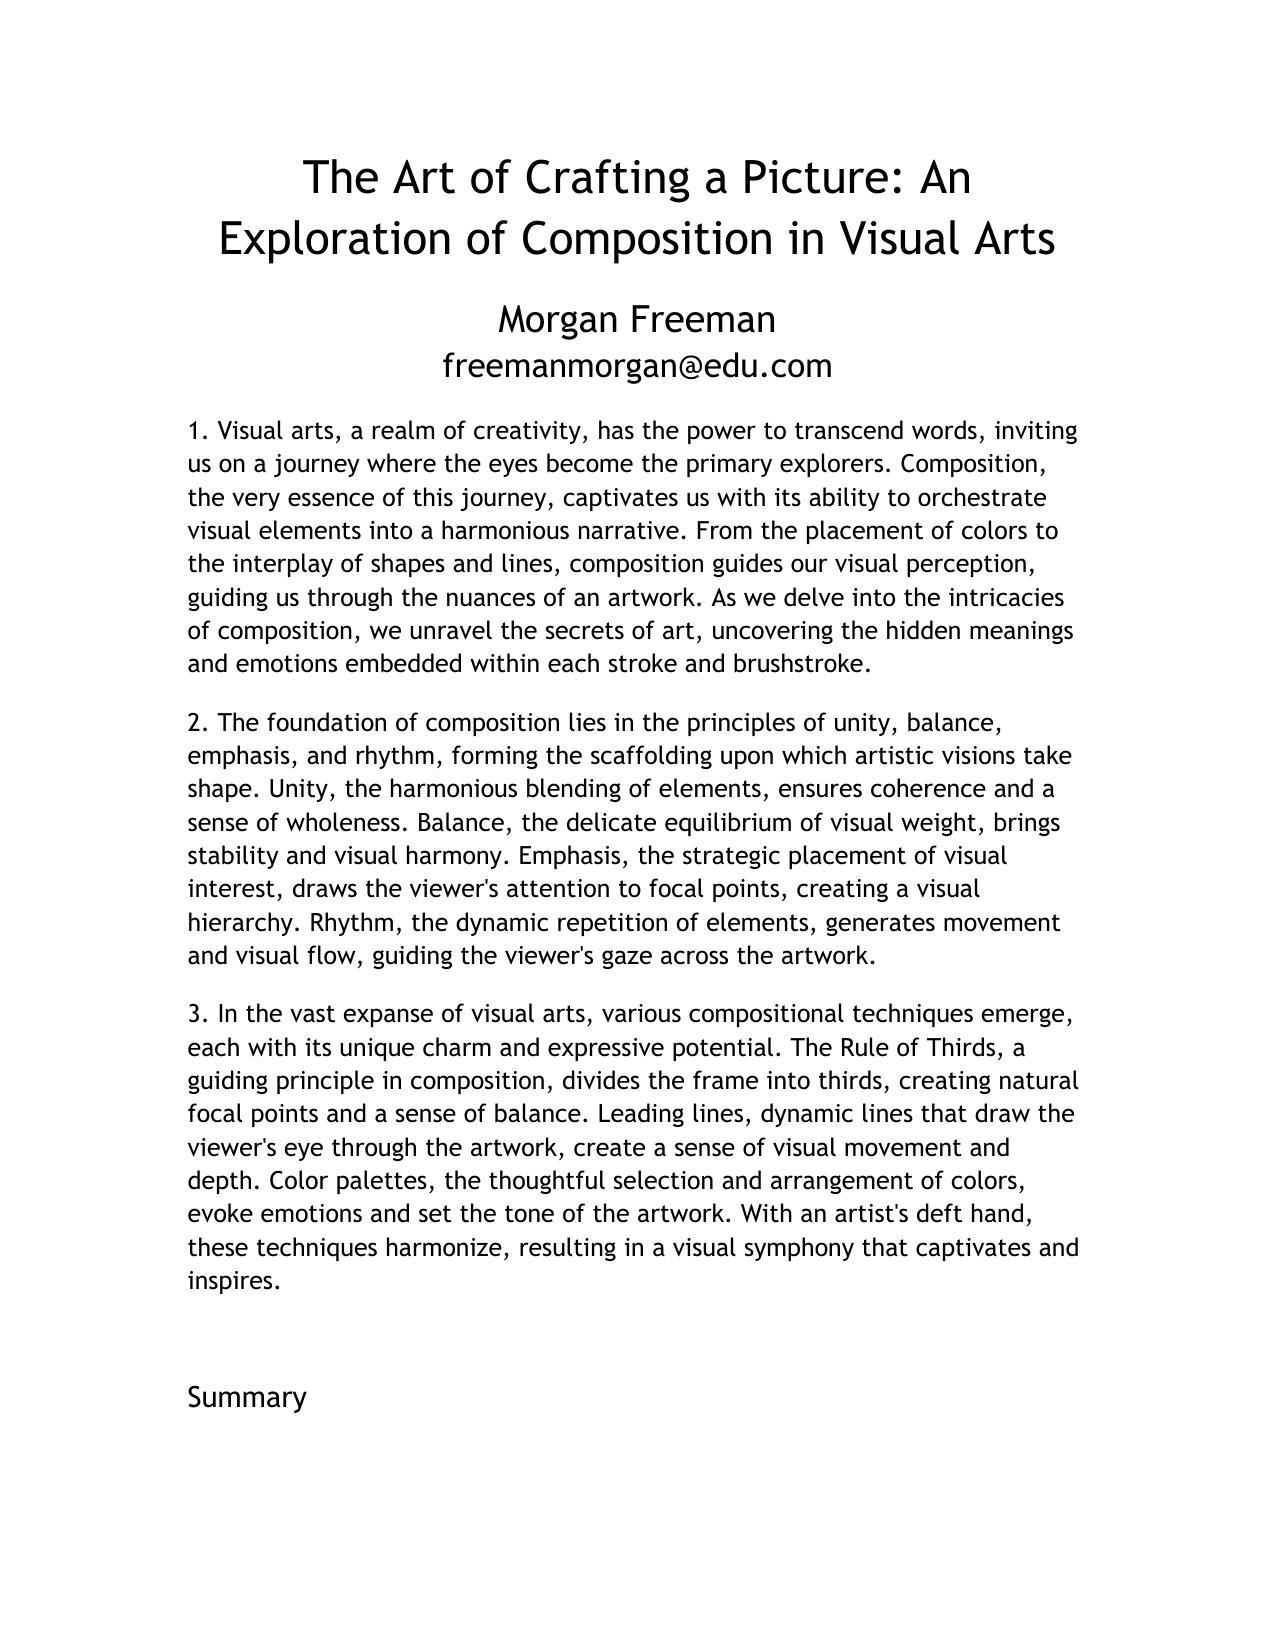 The Art of Crafting a Picture: An
Exploration of Composition in Visual Arts
Morgan Freeman
freemanmorgan@edu.com
1. Visual arts, a realm of creativity, has the power to transcend words, inviting
us on a journey where the eyes become the primary explorers. Composition,
the very essence of this journey, captivates us with its ability to orchestrate
visual elements into a harmonious narrative. From the placement of colors to
the interplay of shapes and lines, composition guides our visual perception,
guiding us through the nuances of an artwork. As we delve into the intricacies
of composition, we unravel the secrets of art, uncovering the hidden meanings
and emotions embedded within each stroke and brushstroke.
2. The foundation of composition lies in the principles of unity, balance,
emphasis, and rhythm, forming the scaffolding upon which artistic visions take
shape. Unity, the harmonious blending of elements, ensures coherence and a
sense of wholeness. Balance, the delicate equilibrium of visual weight, brings
stability and visual harmony. Emphasis, the strategic placement of visual
interest, draws the viewer's attention to focal points, creating a visual
hierarchy. Rhythm, the dynamic repetition of elements, generates movement
and visual flow, guiding the viewer's gaze across the artwork.
3. In the vast expanse of visual arts, various compositional techniques emerge,
each with its unique charm and expressive potential. The Rule of Thirds, a
guiding principle in composition, divides the frame into thirds, creating natural
focal points and a sense of balance. Leading lines, dynamic lines that draw the
viewer's eye through the artwork, create a sense of visual movement and
depth. Color palettes, the thoughtful selection and arrangement of colors,
evoke emotions and set the tone of the artwork. With an artist's deft hand,
these techniques harmonize, resulting in a visual symphony that captivates and
inspires.
Summary